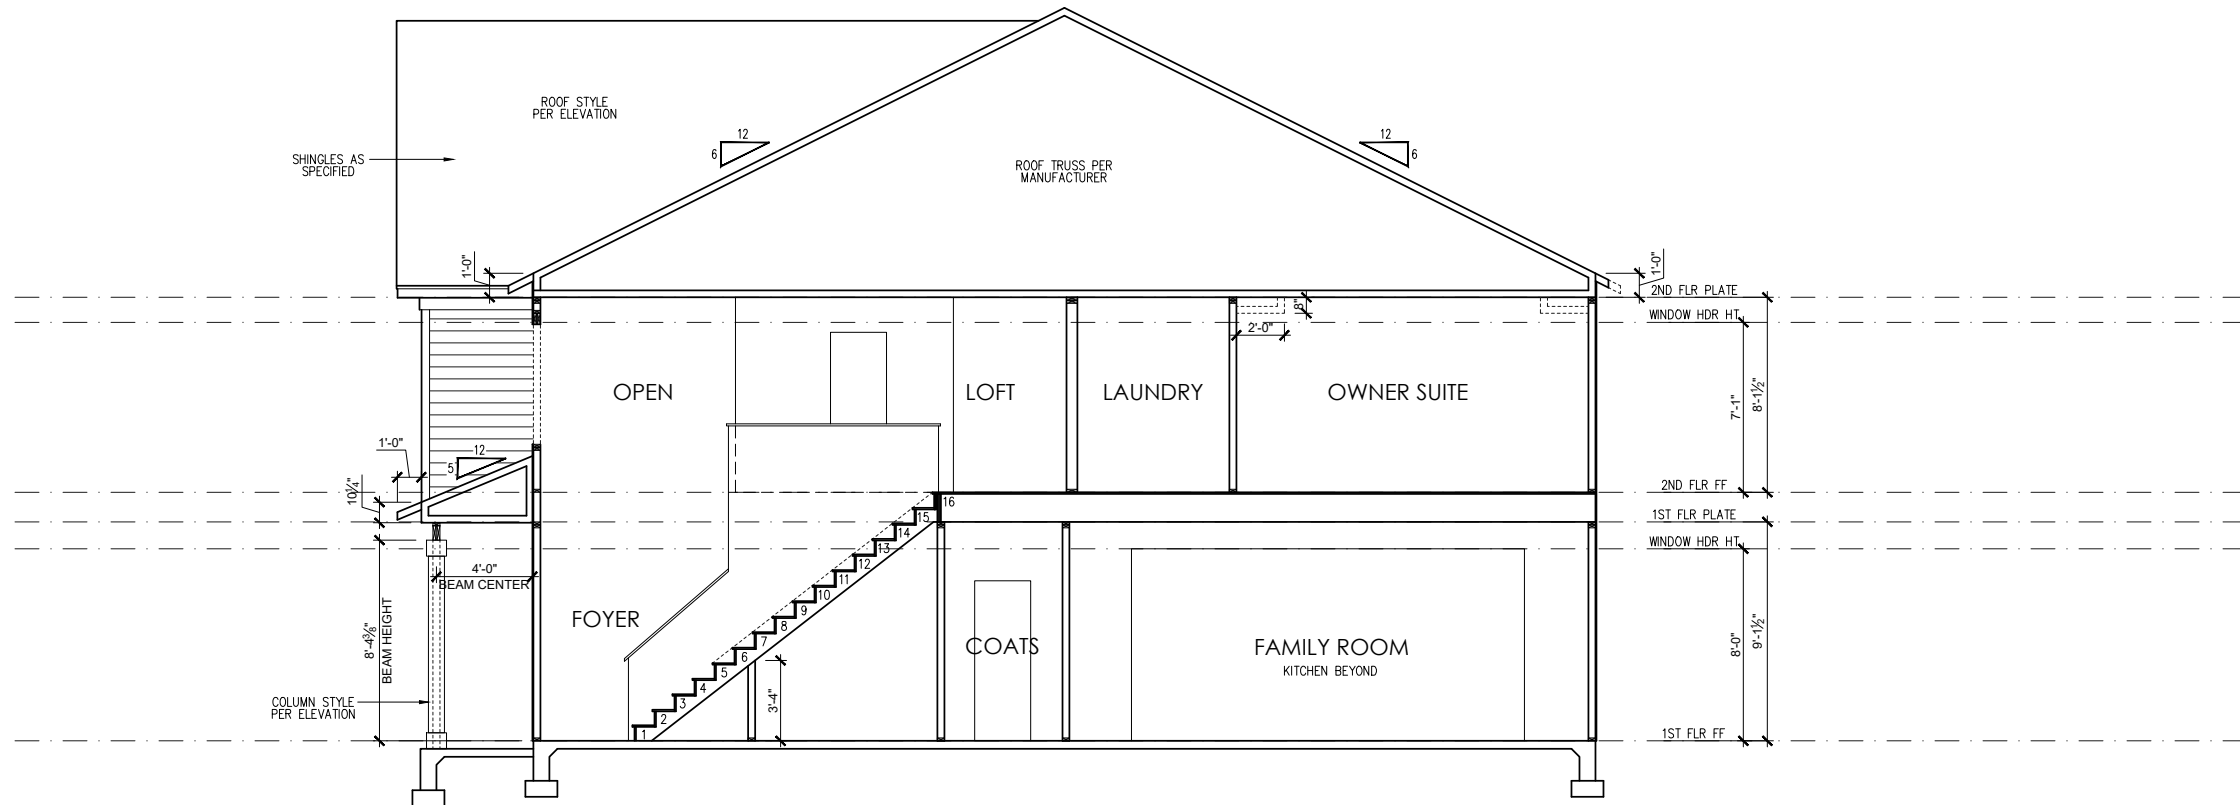 ROOF STYLE
PER ELEVATION
12
6
12
6
SHINGLES AS
SPECIFIED
ROOF TRUSS PER
MANUFACTURER
1'-0"
1'-0"
2ND FLR PLATE
8"
WINDOW HDR HT
2'-0"
OPEN
LOFT
LAUNDRY
OWNER SUITE
7'-1"
8'-1½"
1'-0"
12
5
10¼"
2ND FLR FF
16
15
1ST FLR PLATE
14
WINDOW HDR HT
13
12
4'-0"
BEAM CENTER
11
10
9
8
FOYER
7
COATS
FAMILY ROOM
KITCHEN BEYOND
8'-0"
9'-1½"
8'-4⅜"
BEAM HEIGHT
6
5
4
3
3'-4"
COLUMN STYLE
PER ELEVATION
2
1
1ST FLR FF